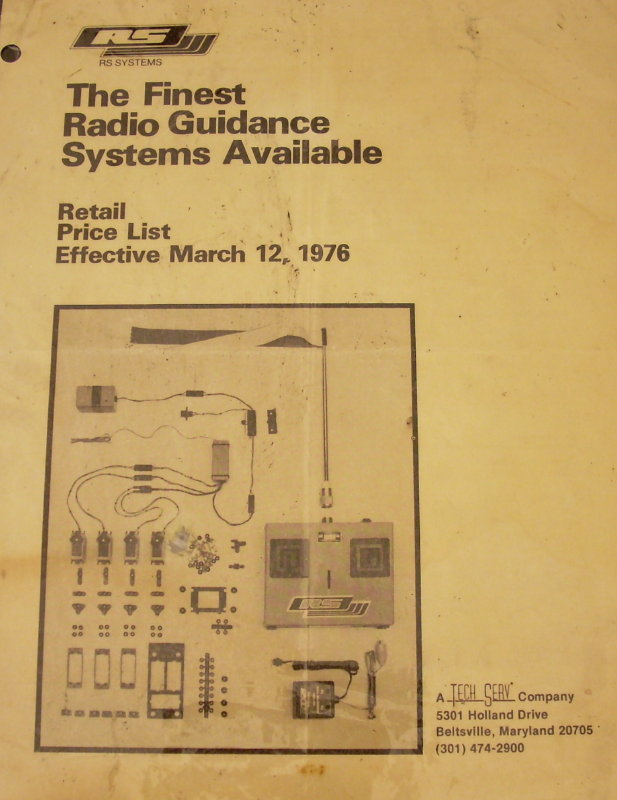 RS
RS SYSTEMS
The Finest
Radio Guidance
Systems Available
Retail
Price List
Effective March 12, 1976
RS
A TECH SERV Company
5301 Holland Drive
Beltsville, Maryland 20705
(301) 474-2900